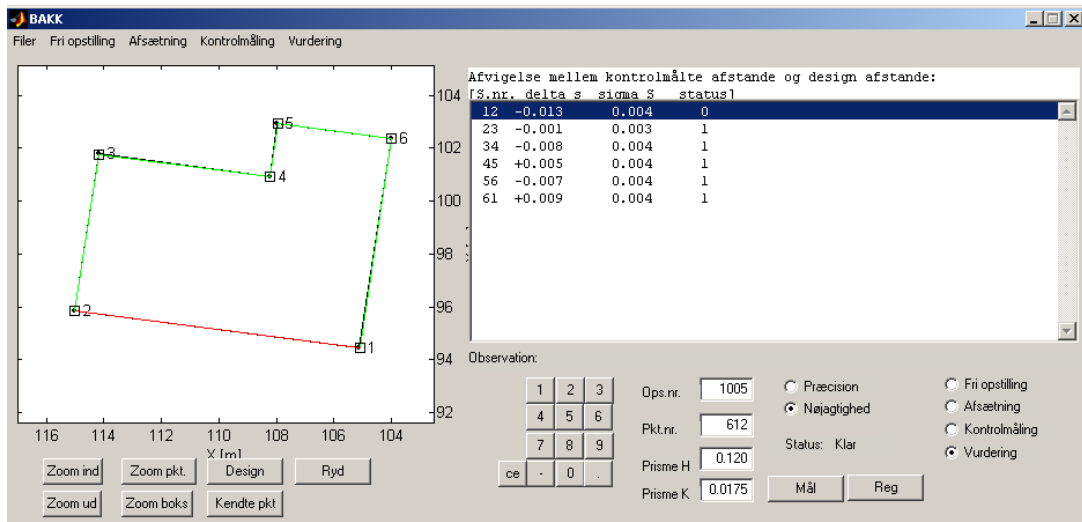 BAKK
Filer Fri opstilling Afsætning Kontrolmåling Vurdering
104
102
100
98
96
94
92
116 114 112 110 108 106 104
X [m]
1
2
3
4
5
6
Zoom ind Zoom pkt. Design Ryd
Zoom ud Zoom boks Kendte pkt
Afvigelse mellem kontrolmålte afstande og design afstande:
[S.nr. delta s sigma S status]
12 -0.013 0.004 0
23 -0.001 0.003 1
34 -0.008 0.004 1
45 +0.005 0.004 1
56 -0.007 0.004 1
61 +0.009 0.004 1
Observation:
1 2 3
4 5 6
7 8 9
ce - 0 .
Ops.nr. 1005
Pkt.nr. 612
Prisme H 0.120
Prisme K 0.0175
Præcision
Nøjagtighed
Status: Klar
Mål Reg
Fri opstilling
Afsætning
Kontrolmåling
Vurdering